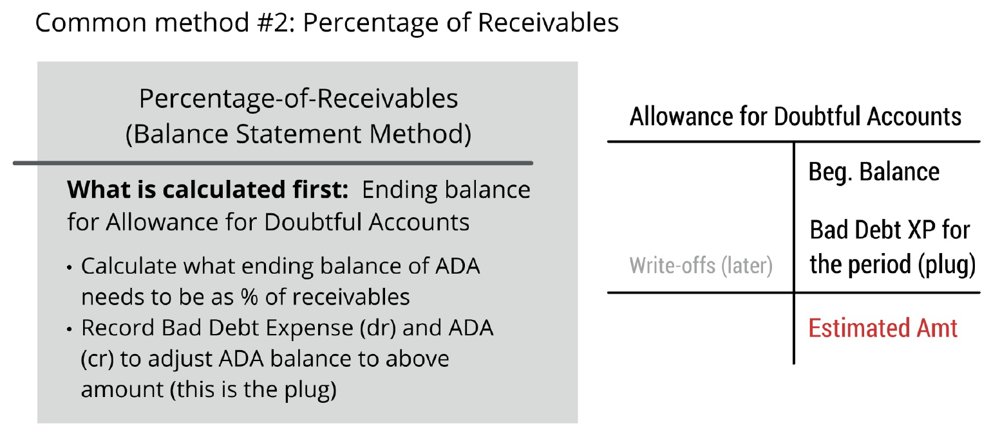 Common method #2: Percentage of Receivables
Percentage-of-Receivables
(Balance Statement Method)
What is calculated first: Ending balance
for Allowance for Doubtful Accounts
• Calculate what ending balance of ADA
needs to be as % of receivables
• Record Bad Debt Expense (dr) and ADA
(cr) to adjust ADA balance to above
amount (this is the plug)
Allowance for Doubtful Accounts
Beg. Balance
Bad Debt XP for
the period (plug)
Write-offs (later)
Estimated Amt